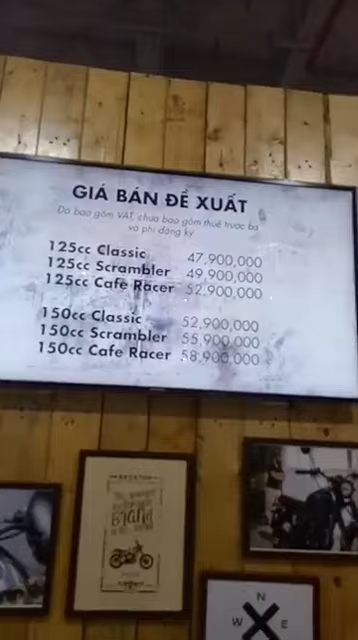 GIÁ BÁN ĐỀ XUẤT
Đã bao gồm VAT, chưa bao gồm thuế trước bạ
và phí đăng ký
125cc Classic 47,900,000
125cc Scrambler 49,900,000
125cc Cafe Racer 52,900,000
150cc Classic 52,900,000
150cc Scrambler 55,900,000
150cc Cafe Racer 58,900,000
BRIXTON
Brand
N
W E